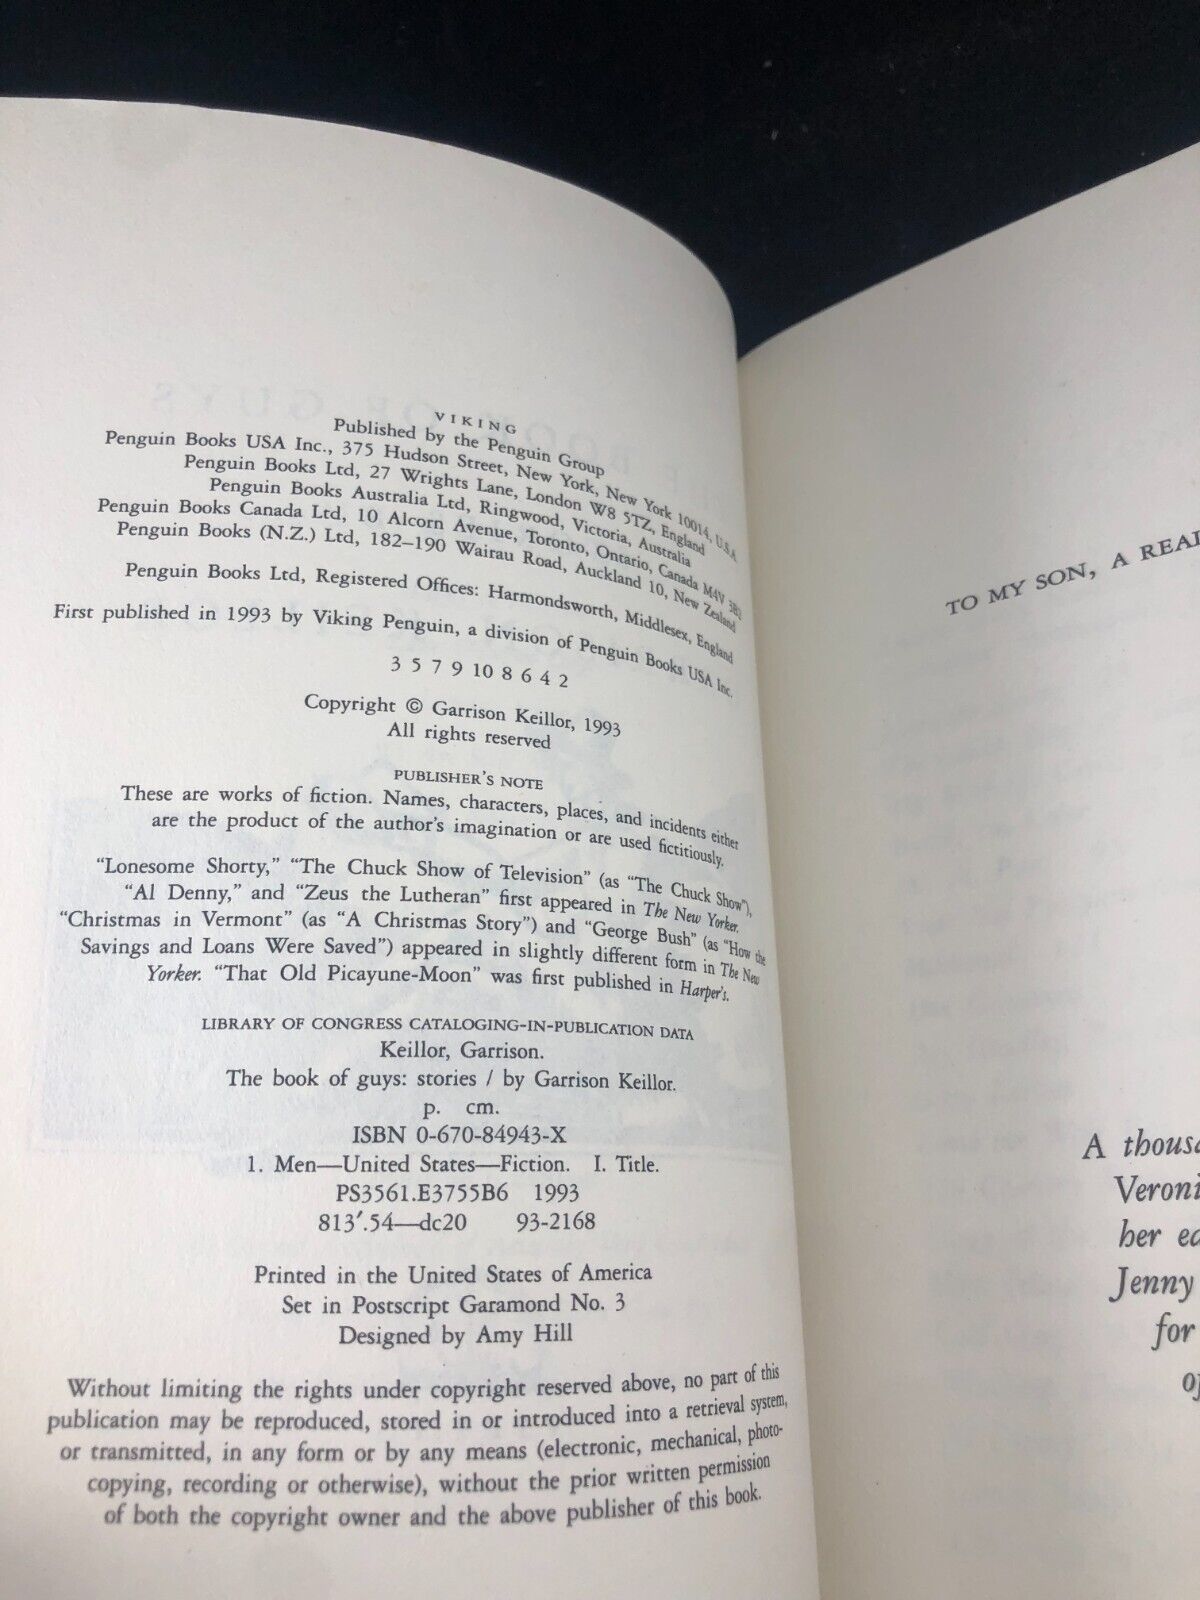 VIKING
Published by the Penguin Group
Penguin Books USA Inc., 375 Hudson Street, New York, New York 10014, U.S.A.
Penguin Books Ltd, 27 Wrights Lane, London W8 5TZ, England
Penguin Books Australia Ltd, Ringwood, Victoria, Australia
Penguin Books Canada Ltd, 10 Alcorn Avenue, Toronto, Ontario, Canada M4V 3B2
Penguin Books (N.Z.) Ltd, 182–190 Wairau Road, Auckland 10, New Zealand
Penguin Books Ltd, Registered Offices: Harmondsworth, Middlesex, England
First published in 1993 by Viking Penguin, a division of Penguin Books USA Inc.
3 5 7 9 10 8 6 4 2
Copyright © Garrison Keillor, 1993
All rights reserved
PUBLISHER'S NOTE
These are works of fiction. Names, characters, places, and incidents either
are the product of the author's imagination or are used fictitiously.
“Lonesome Shorty,” “The Chuck Show of Television” (as “The Chuck Show”),
“Al Denny,” and “Zeus the Lutheran” first appeared in The New Yorker.
“Christmas in Vermont” (as “A Christmas Story”) and “George Bush” (as “How the
Savings and Loans Were Saved”) appeared in slightly different form in The New
Yorker. “That Old Picayune-Moon” was first published in Harper's.
LIBRARY OF CONGRESS CATALOGING-IN-PUBLICATION DATA
Keillor, Garrison.
The book of guys: stories / by Garrison Keillor.
p. cm.
ISBN 0-670-84943-X
1. Men—United States—Fiction. I. Title.
PS3561.E3755B6 1993
813′.54—dc20 93-2168
Printed in the United States of America
Set in Postscript Garamond No. 3
Designed by Amy Hill
Without limiting the rights under copyright reserved above, no part of this
publication may be reproduced, stored in or introduced into a retrieval system,
or transmitted, in any form or by any means (electronic, mechanical, photo-
copying, recording or otherwise), without the prior written permission
of both the copyright owner and the above publisher of this book.
TO MY SON, A REAL
A thousa
Veroni
her ea
Jenny
for
op